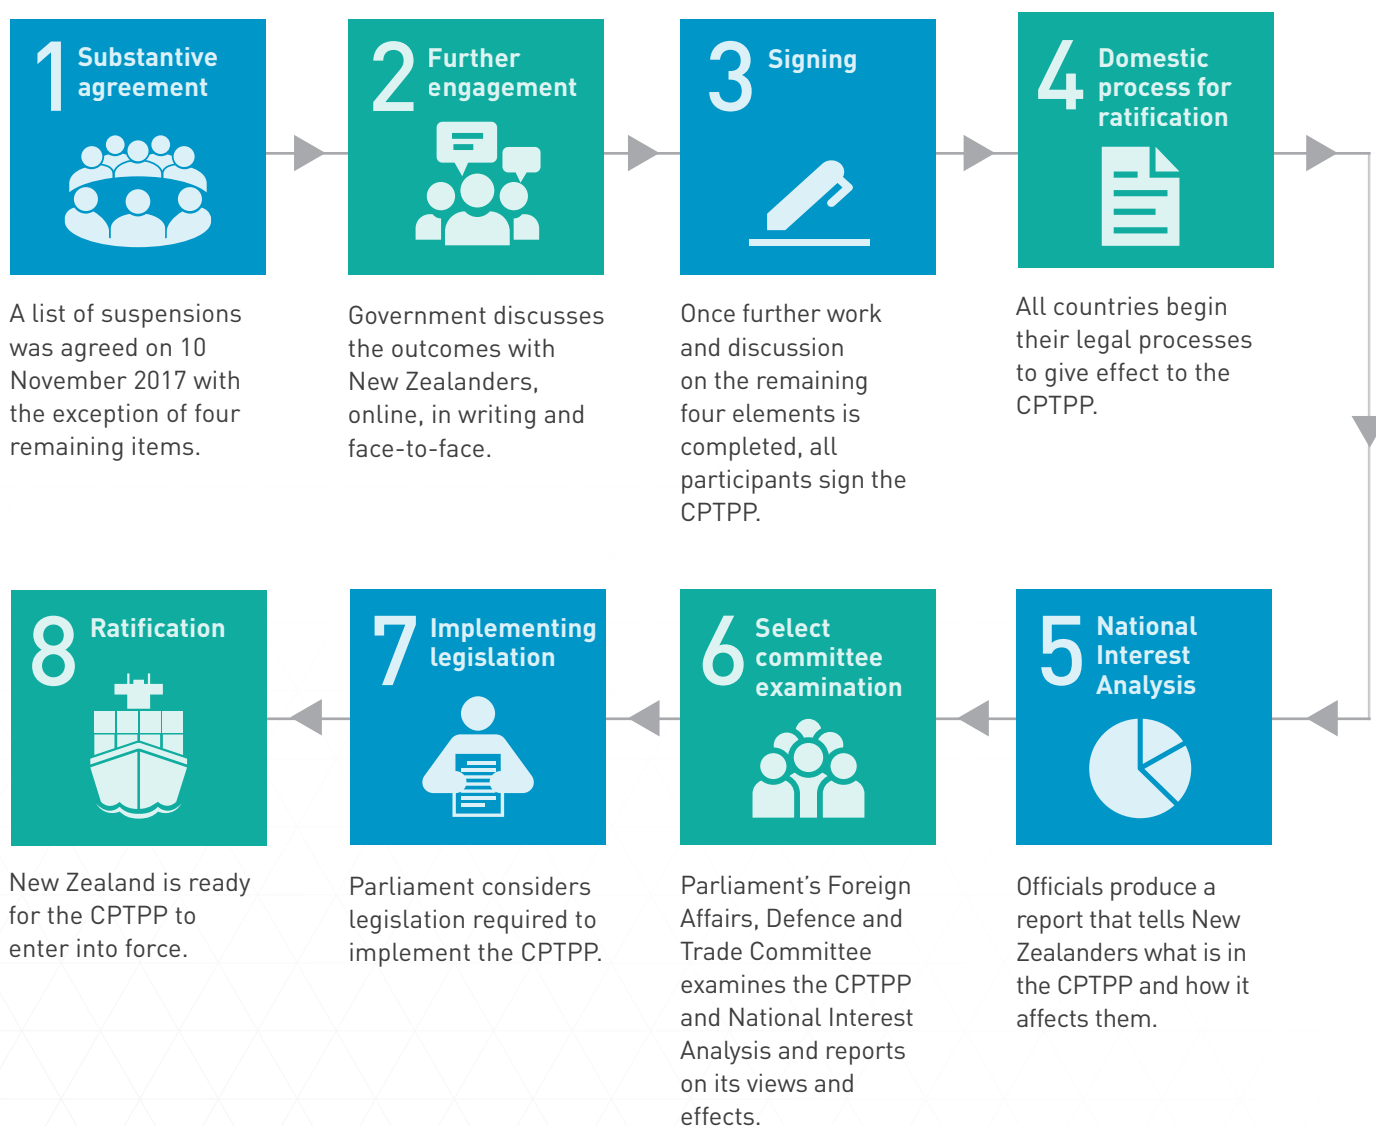 1 Substantive
agreement
A list of suspensions
was agreed on 10
November 2017 with
the exception of four
remaining items.
2 Further
engagement
Government discusses
the outcomes with
New Zealanders,
online, in writing and
face-to-face.
3 Signing
Once further work
and discussion
on the remaining
four elements is
completed, all
participants sign the
CPTPP.
4 Domestic
process for
ratification
All countries begin
their legal processes
to give effect to the
CPTPP.
5 National
Interest
Analysis
Officials produce a
report that tells New
Zealanders what is in
the CPTPP and how it
affects them.
6 Select
committee
examination
Parliament’s Foreign
Affairs, Defence and
Trade Committee
examines the CPTPP
and National Interest
Analysis and reports
on its views and
effects.
7 Implementing
legislation
Parliament considers
legislation required to
implement the CPTPP.
8 Ratification
New Zealand is ready
for the CPTPP to
enter into force.